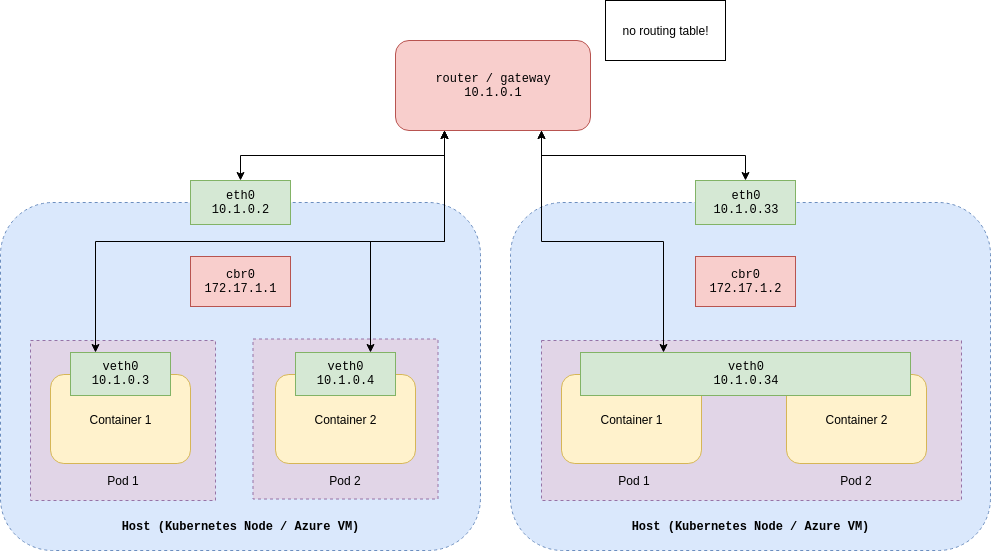 no routing table!
router / gateway
10.1.0.1
eth0
10.1.0.2
eth0
10.1.0.33
cbr0
172.17.1.1
cbr0
172.17.1.2
veth0
10.1.0.3
veth0
10.1.0.4
veth0
10.1.0.34
Container 1
Container 2
Container 1
Container 2
Pod 1
Pod 2
Pod 1
Pod 2
Host (Kubernetes Node / Azure VM)
Host (Kubernetes Node / Azure VM)